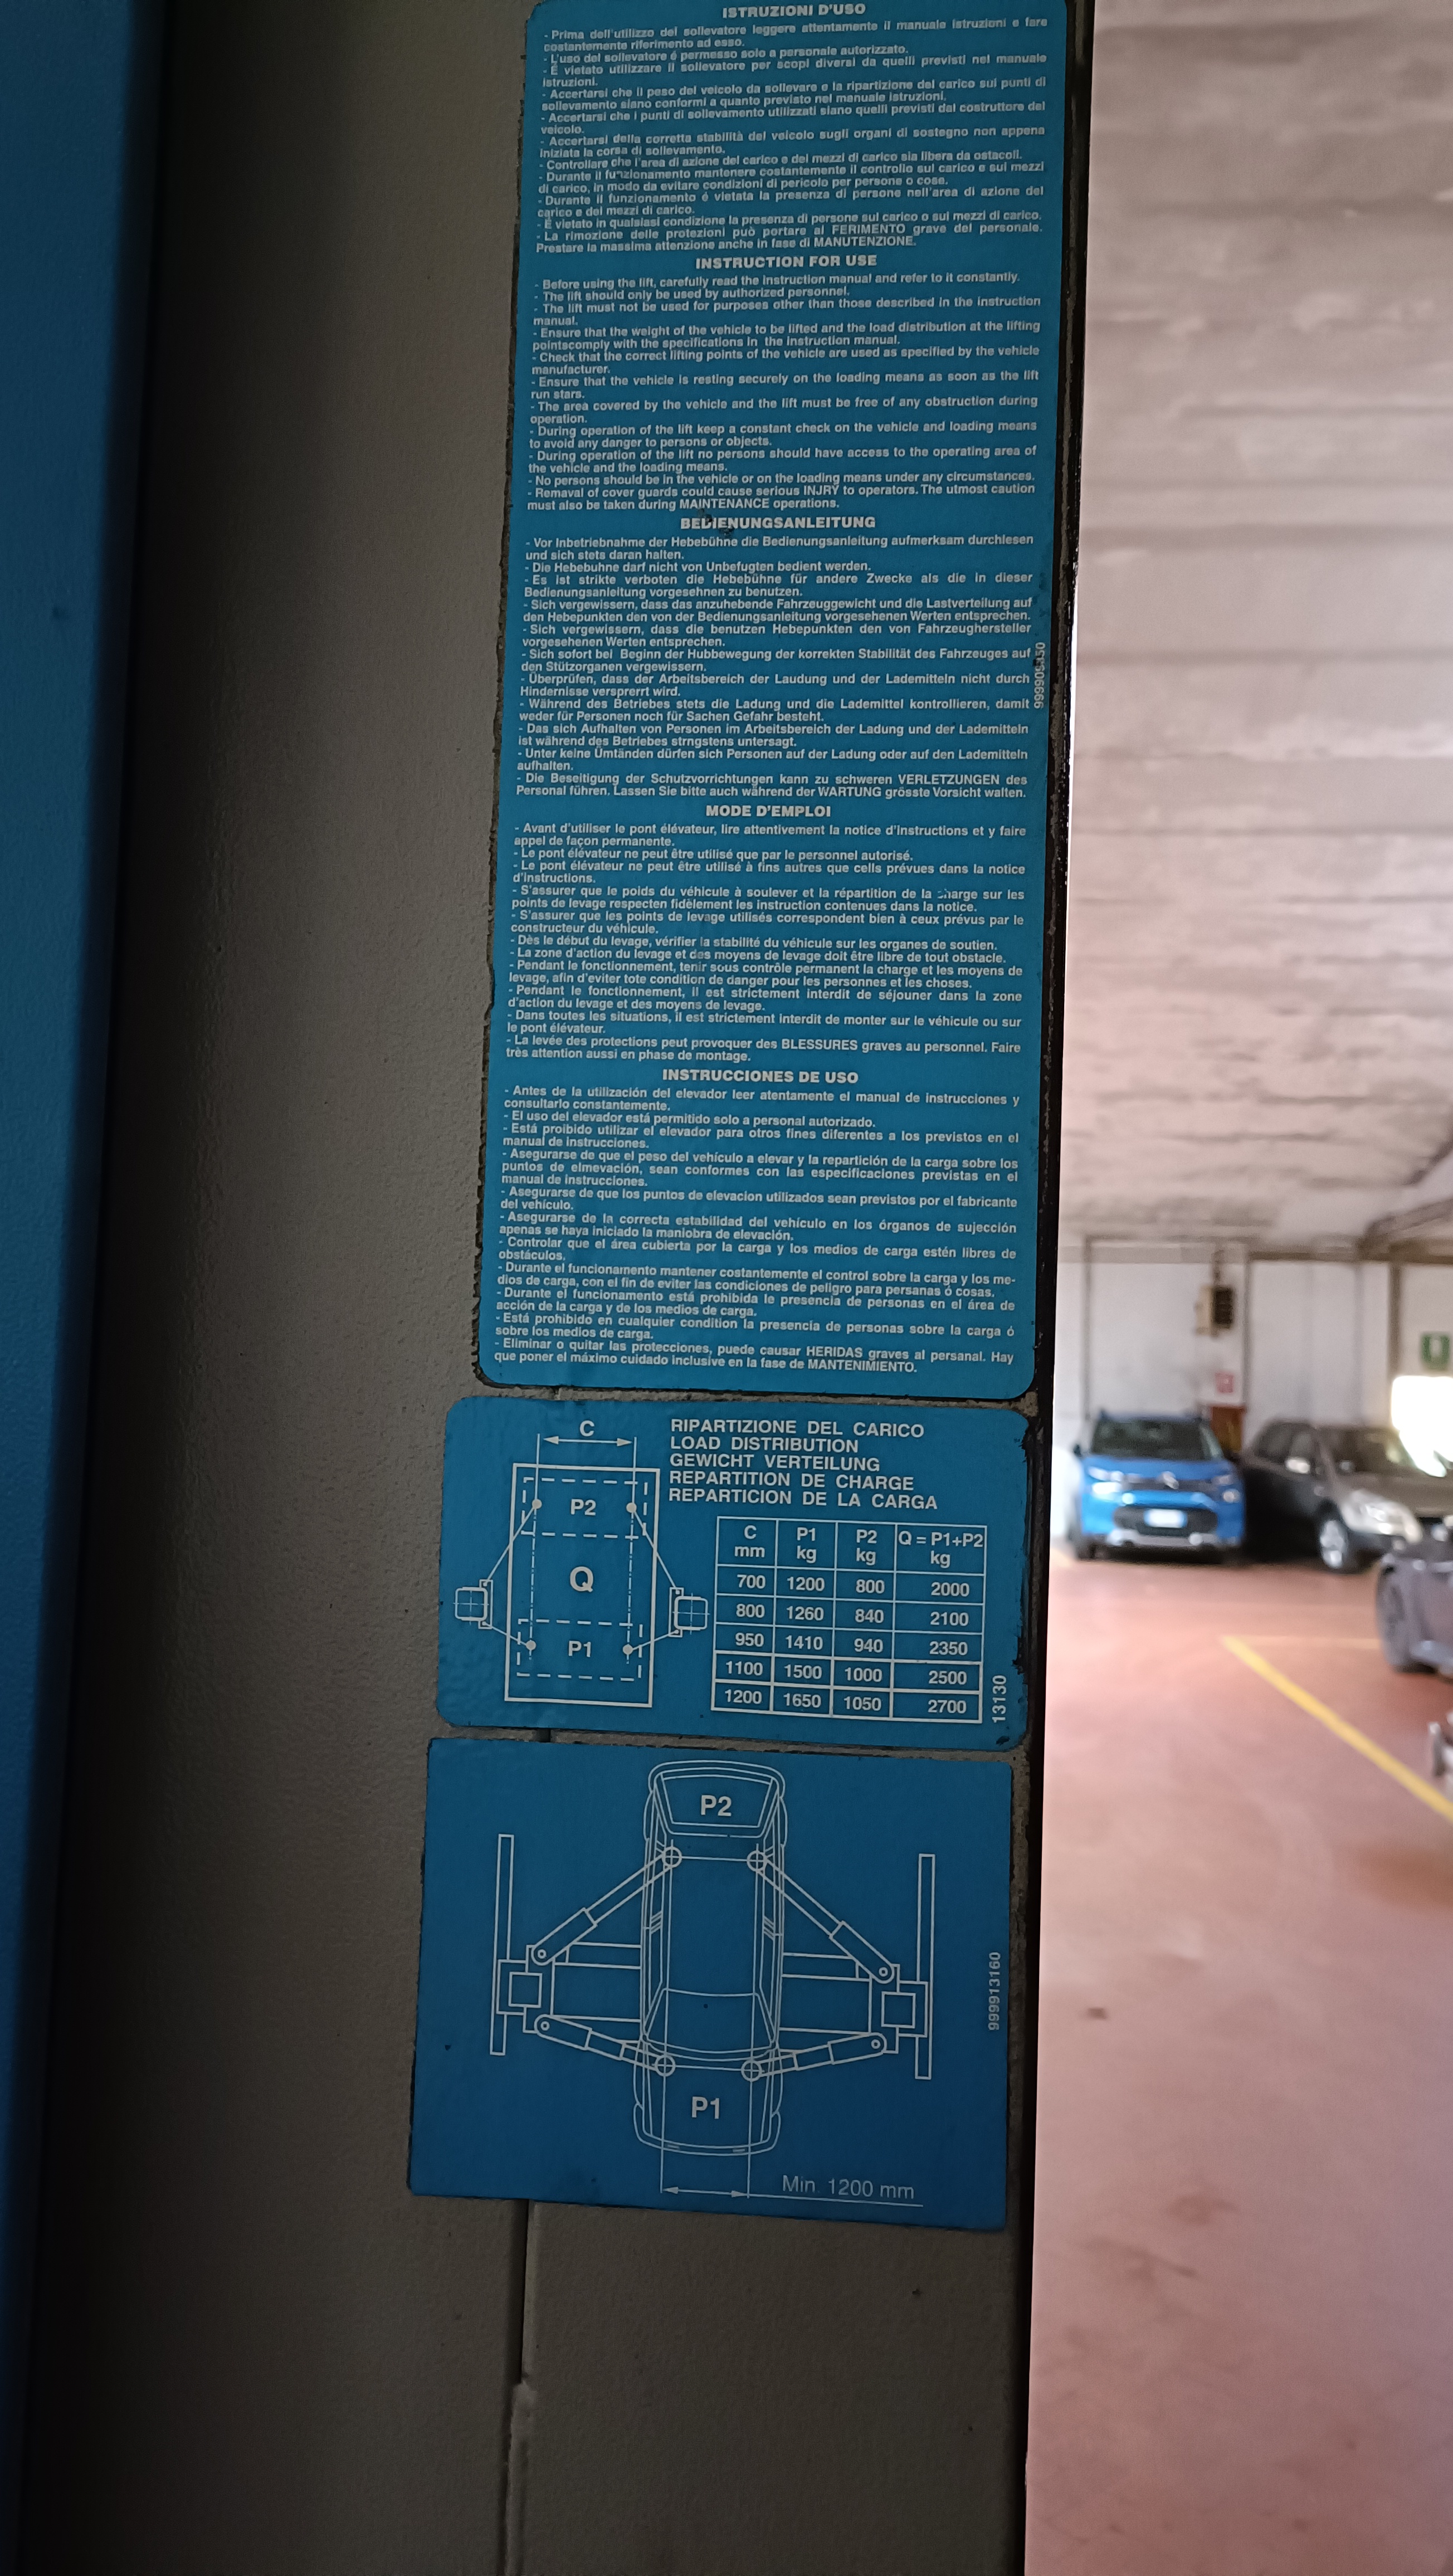 ISTRUZIONI D'USO
- Prima dell'utilizzo del sollevatore leggere attentamente il manuale istruzioni e fare
costantemente riferimento ad esso.
- L'uso del sollevatore é permesso solo a personale autorizzato.
- É vietato utilizzare il sollevatore per scopi diversi da quelli previsti nel manuale
istruzioni.
- Accertarsi che il peso del veicolo da sollevare e la ripartizione del carico sui punti di
sollevamento siano conformi a quanto previsto nel manuale istruzioni.
- Accertarsi che i punti di sollevamento utilizzati siano quelli previsti dal costruttore del
veicolo.
- Accertarsi della corretta stabilità del veicolo sugli organi di sostegno non appena
iniziata la corsa di sollevamento.
- Controllare che l'area di azione del carico e dei mezzi di carico sia libera da ostacoli.
- Durante il funzionamento mantenere costantemente il controllo sul carico e sui mezzi
di carico, in modo da evitare condizioni di pericolo per persone o cose.
- Durante il funzionamento é vietata la presenza di persone nell'area di azione del
carico e dei mezzi di carico.
- É vietato in qualsiasi condizione la presenza di persone sul carico o sui mezzi di carico.
- La rimozione delle protezioni può portare al FERIMENTO grave del personale.
Prestare la massima attenzione anche in fase di MANUTENZIONE.
INSTRUCTION FOR USE
- Before using the lift, carefully read the instruction manual and refer to it constantly.
- The lift should only be used by authorized personnel.
- The lift must not be used for purposes other than those described in the instruction
manual.
- Ensure that the weight of the vehicle to be lifted and the load distribution at the lifting
pointscomply with the specifications in the instruction manual.
- Check that the correct lifting points of the vehicle are used as specified by the vehicle
manufacturer.
- Ensure that the vehicle is resting securely on the loading means as soon as the lift
run stars.
- The area covered by the vehicle and the lift must be free of any obstruction during
operation.
- During operation of the lift keep a constant check on the vehicle and loading means
to avoid any danger to persons or objects.
- During operation of the lift no persons should have access to the operating area of
the vehicle and the loading means.
- No persons should be in the vehicle or on the loading means under any circumstances.
- Remaval of cover guards could cause serious INJRY to operators. The utmost caution
must also be taken during MAINTENANCE operations.
BEDIENUNGSANLEITUNG
- Vor Inbetriebnahme der Hebebühne die Bedienungsanleitung aufmerksam durchlesen
und sich stets daran halten.
- Die Hebebuhne darf nicht von Unbefugten bedient werden.
- Es ist strikte verboten die Hebebühne für andere Zwecke als die in dieser
Bedienungsanleitung vorgesehnen zu benutzen.
- Sich vergewissern, dass das anzuhebende Fahrzeuggewicht und die Lastverteilung auf
den Hebepunkten den von der Bedienungsanleitung vorgesehenen Werten entsprechen.
- Sich vergewissern, dass die benutzen Hebepunkten den von Fahrzeughersteller
vorgesehenen Werten entsprechen.
- Sich sofort bei Beginn der Hubbewegung der korrekten Stabilität des Fahrzeuges auf
den Stützorganen vergewissern.
- Überprüfen, dass der Arbeitsbereich der Laudung und der Lademitteln nicht durch
Hindernisse versprerrt wird.
- Während des Betriebes stets die Ladung und die Lademittel kontrollieren, damit
weder für Personen noch für Sachen Gefahr besteht.
- Das sich Aufhalten von Personen im Arbeitsbereich der Ladung und der Lademitteln
ist während des Betriebes strngstens untersagt.
- Unter keine Umtänden dürfen sich Personen auf der Ladung oder auf den Lademitteln
aufhalten.
- Die Beseitigung der Schutzvorrichtungen kann zu schweren VERLETZUNGEN des
Personal führen. Lassen Sie bitte auch während der WARTUNG grösste Vorsicht walten.
MODE D'EMPLOI
- Avant d'utiliser le pont élévateur, lire attentivement la notice d'instructions et y faire
appel de façon permanente.
- Le pont élévateur ne peut être utilisé que par le personnel autorisé.
- Le pont élévateur ne peut être utilisé à fins autres que cells prévues dans la notice
d'instructions.
- S'assurer que le poids du véhicule à soulever et la répartition de la charge sur les
points de levage respecten fidèlement les instruction contenues dans la notice.
- S'assurer que les points de levage utilisés correspondent bien à ceux prévus par le
constructeur du véhicule.
- Dès le début du levage, vérifier la stabilité du véhicule sur les organes de soutien.
- La zone d'action du levage et des moyens de levage doit être libre de tout obstacle.
- Pendant le fonctionnement, tenir sous contrôle permanent la charge et les moyens de
levage, afin d'eviter tote condition de danger pour les personnes et les choses.
- Pendant le fonctionnement, il est strictement interdit de séjouner dans la zone
d'action du levage et des moyens de levage.
- Dans toutes les situations, il est strictement interdit de monter sur le véhicule ou sur
le pont élévateur.
- La levée des protections peut provoquer des BLESSURES graves au personnel. Faire
très attention aussi en phase de montage.
INSTRUCCIONES DE USO
- Antes de la utilización del elevador leer atentamente el manual de instrucciones y
consultarlo constantemente.
- El uso del elevador está permitido solo a personal autorizado.
- Está proibido utilizar el elevador para otros fines diferentes a los previstos en el
manual de instrucciones.
- Asegurarse de que el peso del vehículo a elevar y la repartición de la carga sobre los
puntos de elmevación, sean conformes con las especificaciones previstas en el
manual de instrucciones.
- Asegurarse de que los puntos de elevacion utilizados sean previstos por el fabricante
del vehículo.
- Asegurarse de la correcta estabilidad del vehículo en los órganos de sujección
apenas se haya iniciado la maniobra de elevación.
- Controlar que el área cubierta por la carga y los medios de carga estén libres de
obstáculos.
- Durante el funcionamento mantener costantemente el control sobre la carga y los me-
dios de carga, con el fin de eviter las condiciones de peligro para persanas ó cosas.
- Durante el funcionamento está prohibida le presencia de personas en el área de
acción de la carga y de los medios de carga.
- Está prohibido en cualquier condition la presencia de personas sobre la carga ó
sobre los medios de carga.
- Eliminar o quitar las protecciones, puede causar HERIDAS graves al persanal. Hay
que poner el máximo cuidado inclusive en la fase de MANTENIMIENTO.
C
P2
Q
P1
RIPARTIZIONE DEL CARICO
LOAD DISTRIBUTION
GEWICHT VERTEILUNG
REPARTITION DE CHARGE
REPARTICION DE LA CARGA
C mm P1 kg P2 kg Q = P1+P2 kg
700 1200 800 2000
800 1260 840 2100
950 1410 940 2350
1100 1500 1000 2500
1200 1650 1050 2700
13130
P2
P1
Min. 1200 mm
999913160